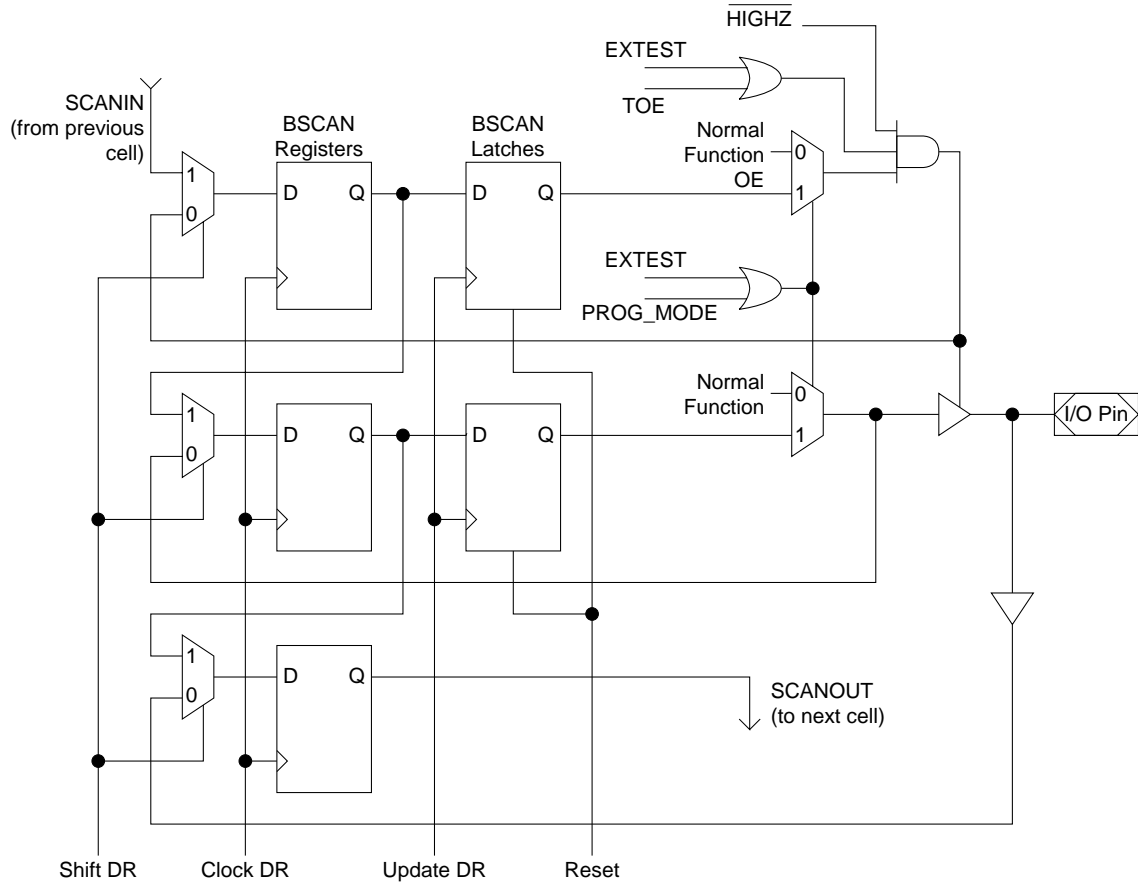 HIGHZ
EXTEST
TOE
SCANIN
(from previous
cell)
BSCAN
Registers
BSCAN
Latches
Normal
Function
OE
0
1
1
0
D
Q
D
Q
EXTEST
PROG_MODE
Normal
Function
0
1
1
0
D
Q
D
Q
I/O Pin
1
0
D
Q
SCANOUT
(to next cell)
Shift DR
Clock DR
Update DR
Reset